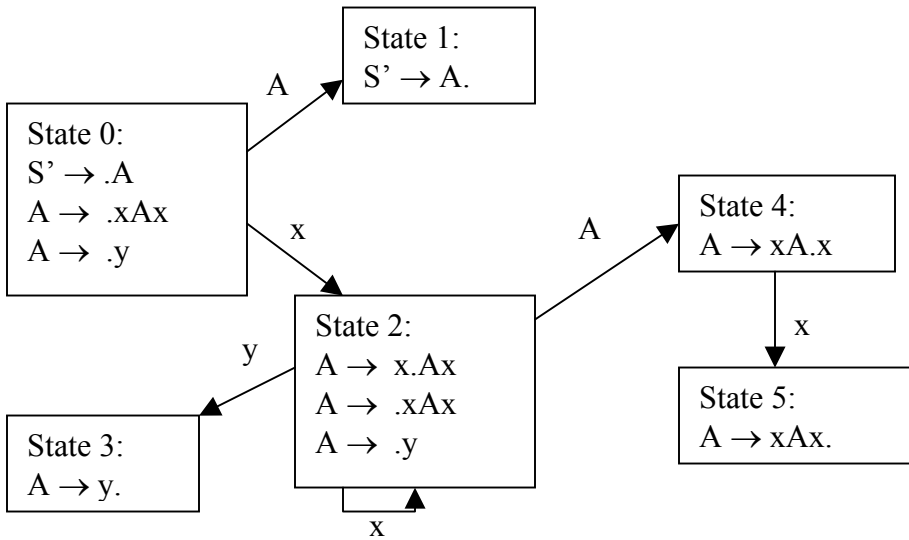 State 1:
S’ → A.
A
State 0:
S’ → .A
A → .xAx
A → .y
x
A
State 4:
A → xA.x
x
State 2:
A → x.Ax
A → .xAx
A → .y
y
State 5:
A → xAx.
State 3:
A → y.
x